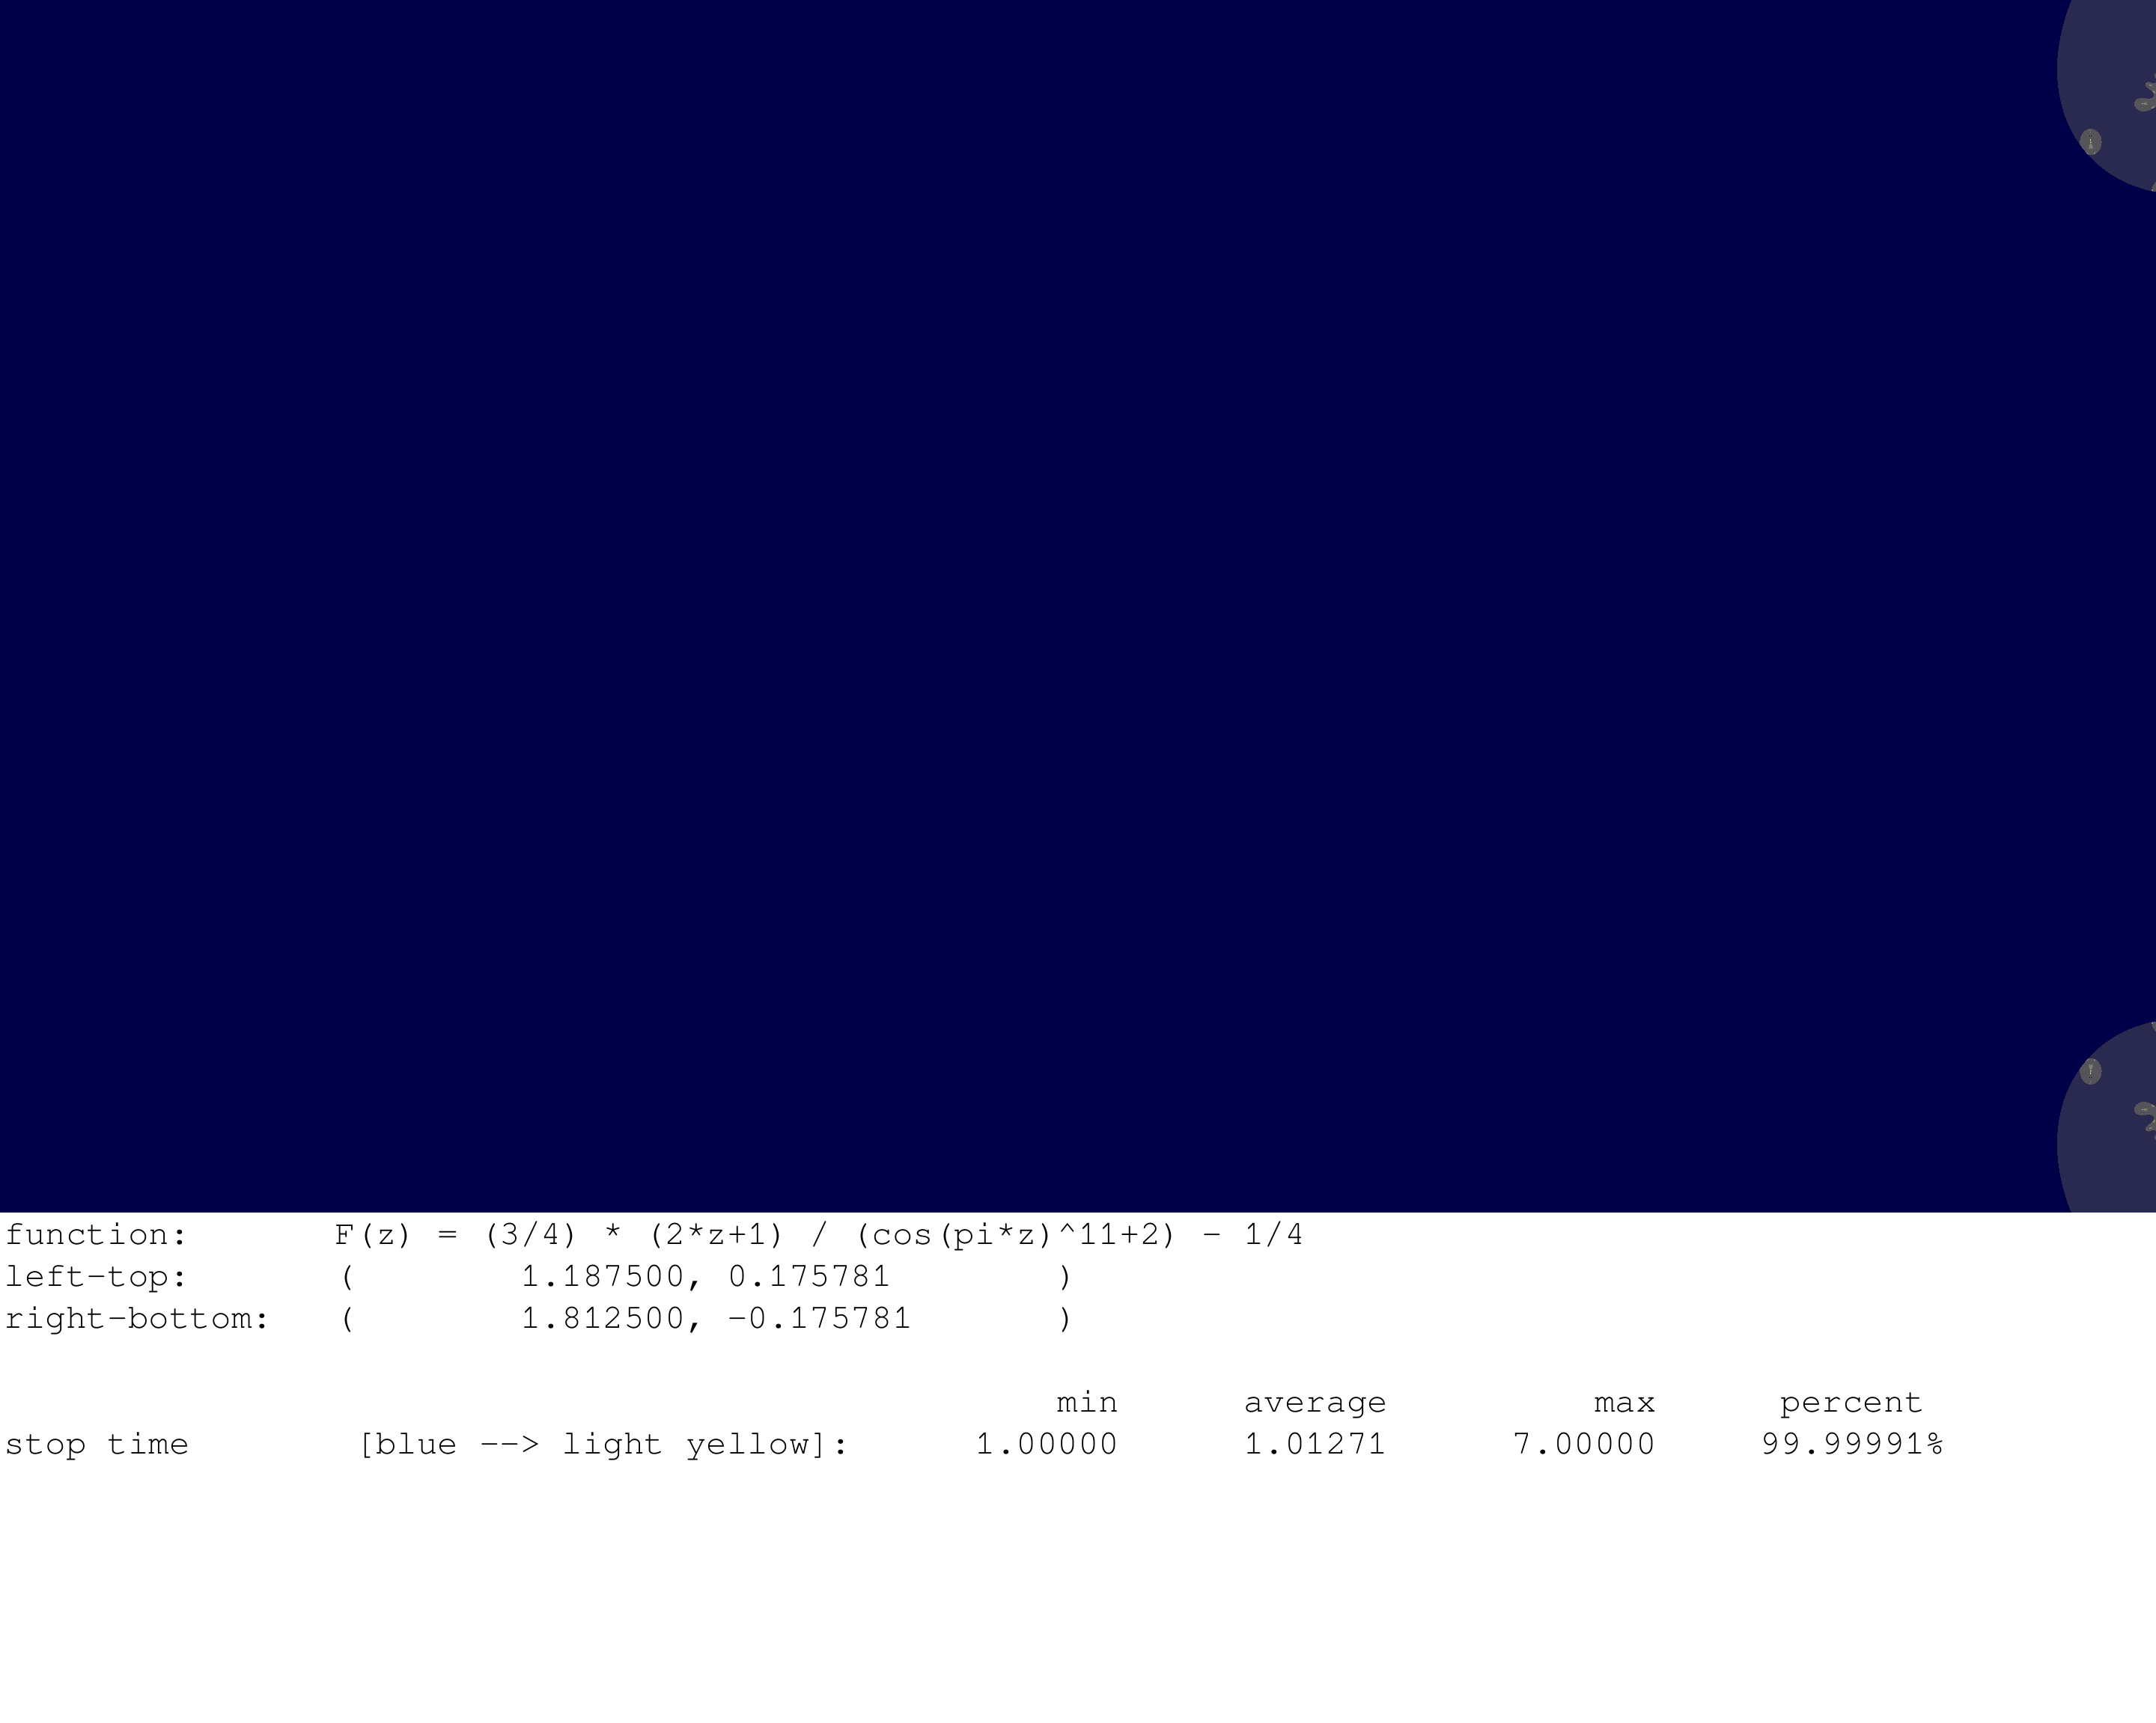 function: F(z) = (3/4) * (2*z+1) / (cos(pi*z)^11+2) - 1/4
left-top: ( 1.187500, 0.175781 )
right-bottom: ( 1.812500, -0.175781 )
min average max percent
stop time [blue --> light yellow]: 1.00000 1.01271 7.00000 99.99991%